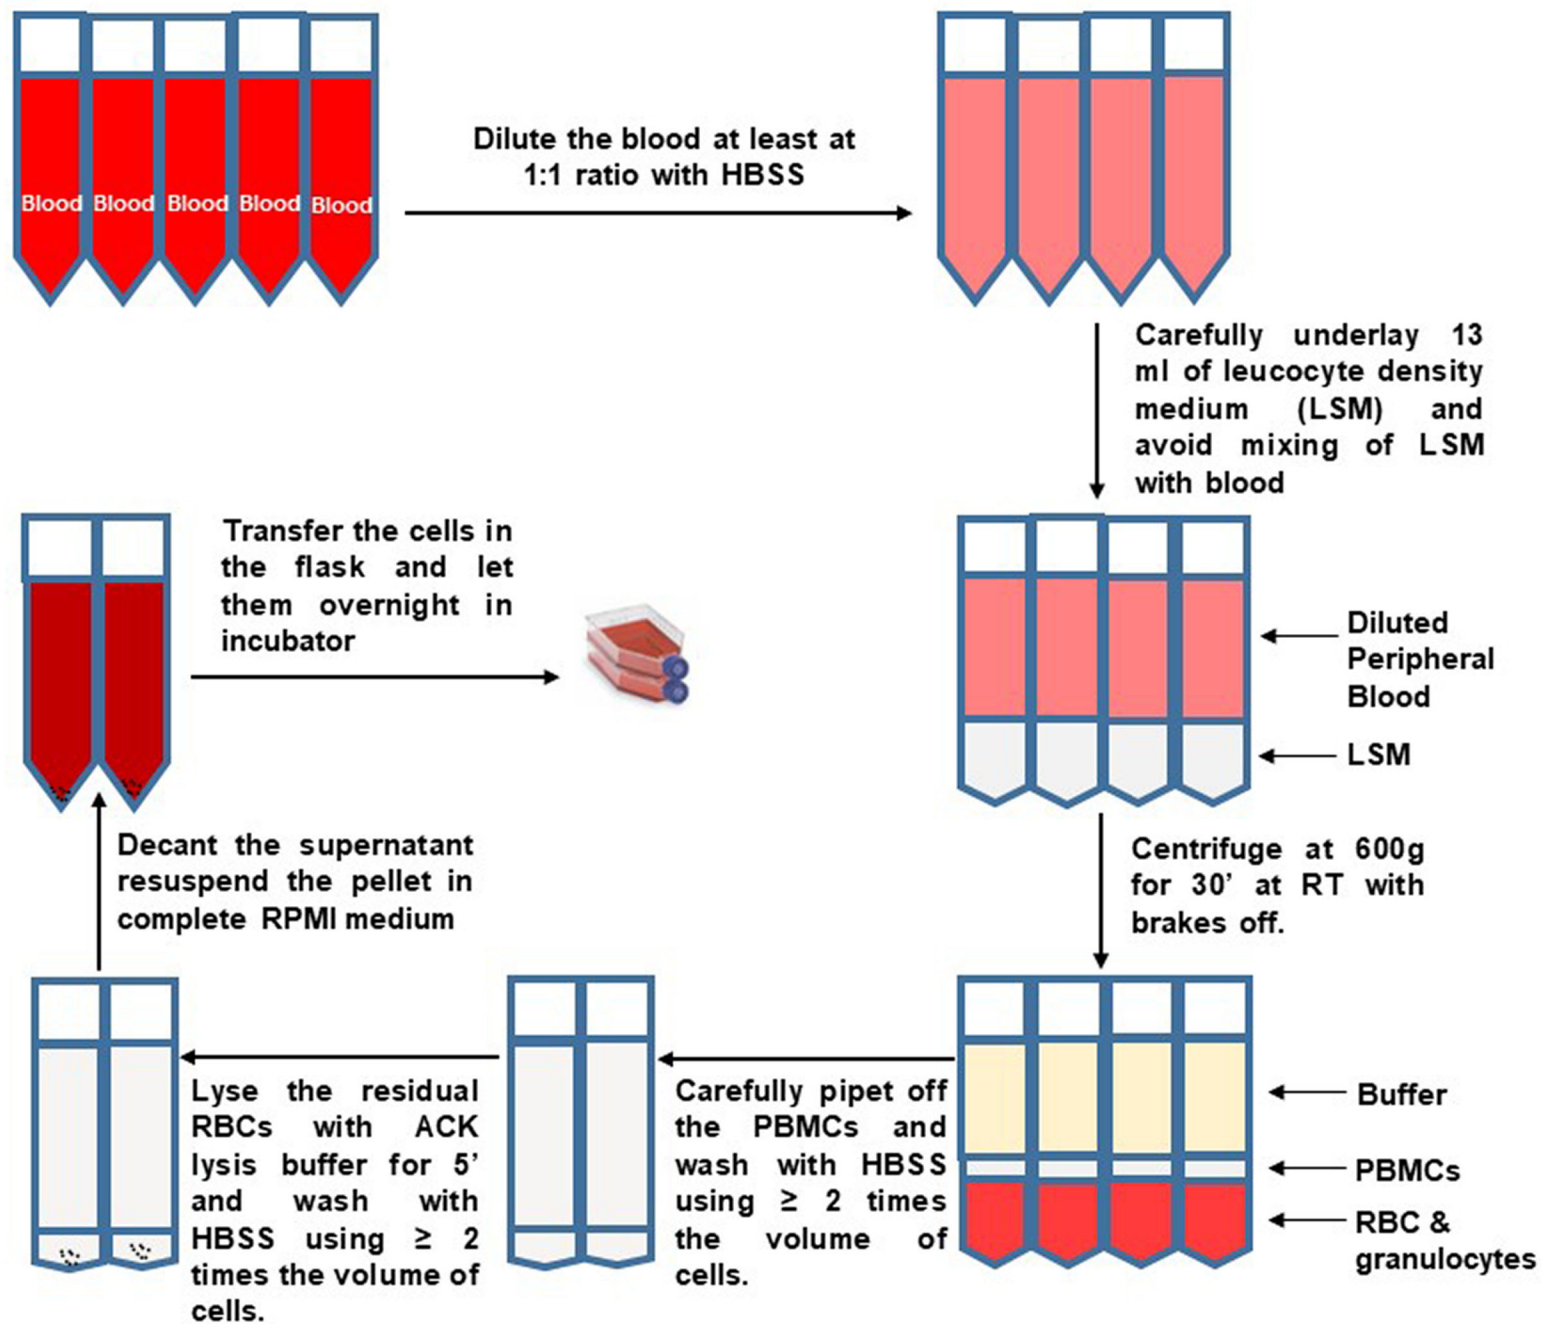 Blood Blood Blood Blood Blood
Dilute the blood at least at
1:1 ratio with HBSS
Carefully underlay 13
ml of leucocyte density
medium (LSM) and
avoid mixing of LSM
with blood
Diluted
Peripheral
Blood
LSM
Centrifuge at 600g
for 30’ at RT with
brakes off.
Buffer
PBMCs
RBC &
granulocytes
Carefully pipet off
the PBMCs and
wash with HBSS
using ≥ 2 times
the volume of
cells.
Lyse the residual
RBCs with ACK
lysis buffer for 5’
and wash with
HBSS using ≥ 2
times the volume of
cells.
Decant the supernatant
resuspend the pellet in
complete RPMI medium
Transfer the cells in
the flask and let
them overnight in
incubator